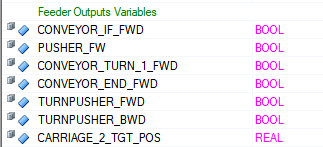 Feeder Outputs Variables
CONVEYOR_IF_FWD BOOL
PUSHER_FW BOOL
CONVEYOR_TURN_1_FWD BOOL
CONVEYOR_END_FWD BOOL
TURNPUSHER_FWD BOOL
TURNPUSHER_BWD BOOL
CARRIAGE_2_TGT_POS REAL